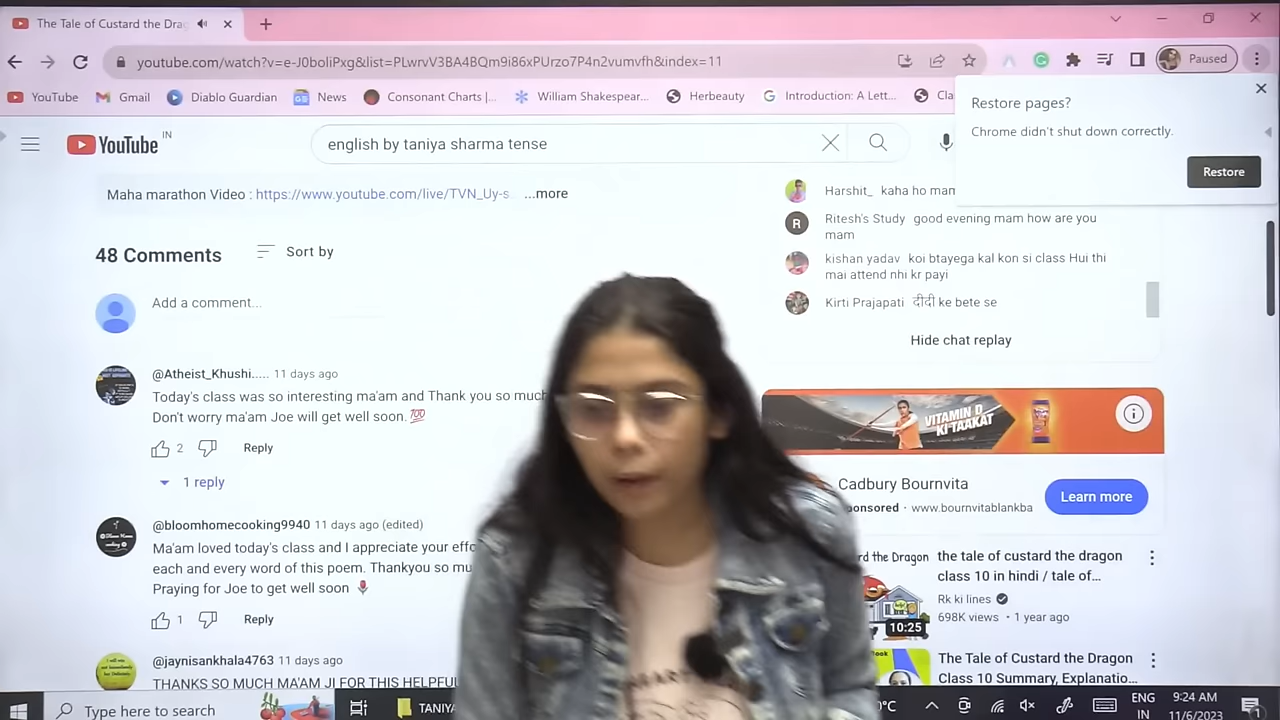 The Tale of Custard the Drag
youtube.com/watch?v=e-J0boliPxg&list=PLwrvV3BA4BQm9i86xPUrzo7P4n2vumvfh&index=11
Paused
YouTube
Gmail
Diablo Guardian
News
Consonant Charts |...
William Shakespear...
Herbeauty
Introduction: A Lett...
Cla
Restore pages?
Chrome didn't shut down correctly.
Restore
YouTube IN
english by taniya sharma tense
Maha marathon Video : https://www.youtube.com/live/TVN_Uy-s ...more
48 Comments
Sort by
Add a comment...
@Atheist_Khushi..... 11 days ago
Today's class was so interesting ma'am and Thank you so much
Don't worry ma'am Joe will get well soon. 💯
2
Reply
1 reply
@bloomhomecooking9940 11 days ago (edited)
Ma'am loved today's class and I appreciate your effo
each and every word of this poem. Thankyou so mu
Praying for Joe to get well soon
1
Reply
@jaynisankhala4763 11 days ago
THANKS SO MUCH MA'AM JI FOR THIS HELPFUL
Harshit_ kaha ho mam
R
Ritesh's Study good evening mam how are you
mam
kishan yadav koi btayega kal kon si class Hui thi
mai attend nhi kr payi
Kirti Prajapati दीदी ke bete se
Hide chat replay
VITAMIN D
KI TAAKAT
Cadbury Bournvita
onsored · www.bournvitablankba
Learn more
rd the Dragon
10:25
the tale of custard the dragon
class 10 in hindi / tale of...
Rk ki lines
698K views • 1 year ago
ook
The Tale of Custard the Dragon
Class 10 Summary, Explanatio...
Type here to search
TANIYA
°C
ENG
IN
9:24 AM
11/6/2023
1